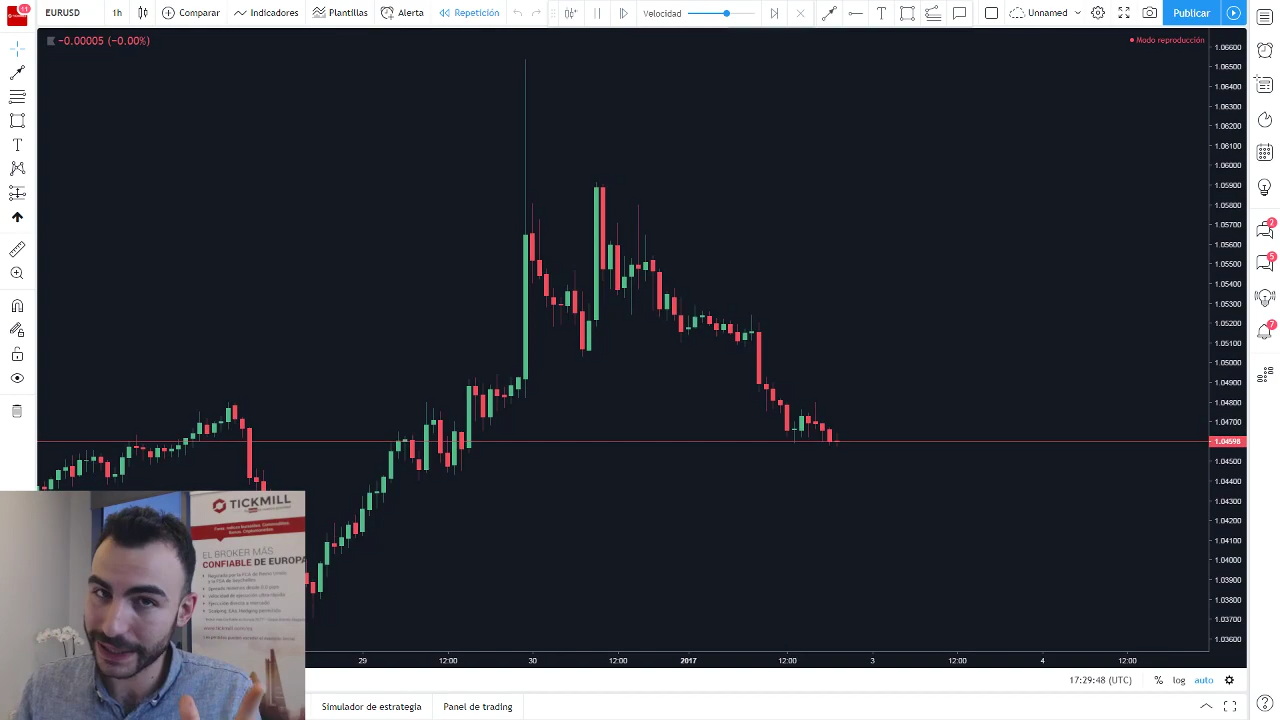 11
EURUSD
1h
Comparar
Indicadores
Plantillas
Alerta
Repetición
Velocidad
Unnamed
Publicar
−0.00005 (−0.00%)
Modo reproducción
1.06600
1.06500
1.06400
1.06300
1.06200
1.06100
1.06000
1.05900
1.05800
1.05700
1.05600
1.05500
1.05400
1.05300
1.05200
1.05100
1.05000
1.04900
1.04800
1.04700
1.04598
1.04500
1.04400
1.04300
1.04200
1.04100
1.04000
1.03900
1.03800
1.03700
1.03600
2
5
7
TICKMILL
EL BROKER MÁS
CONFIABLE DE EUROPA
29
12:00
30
12:00
2017
12:00
3
12:00
4
12:00
17:29:48 (UTC)
%
log
auto
Simulador de estrategia
Panel de trading